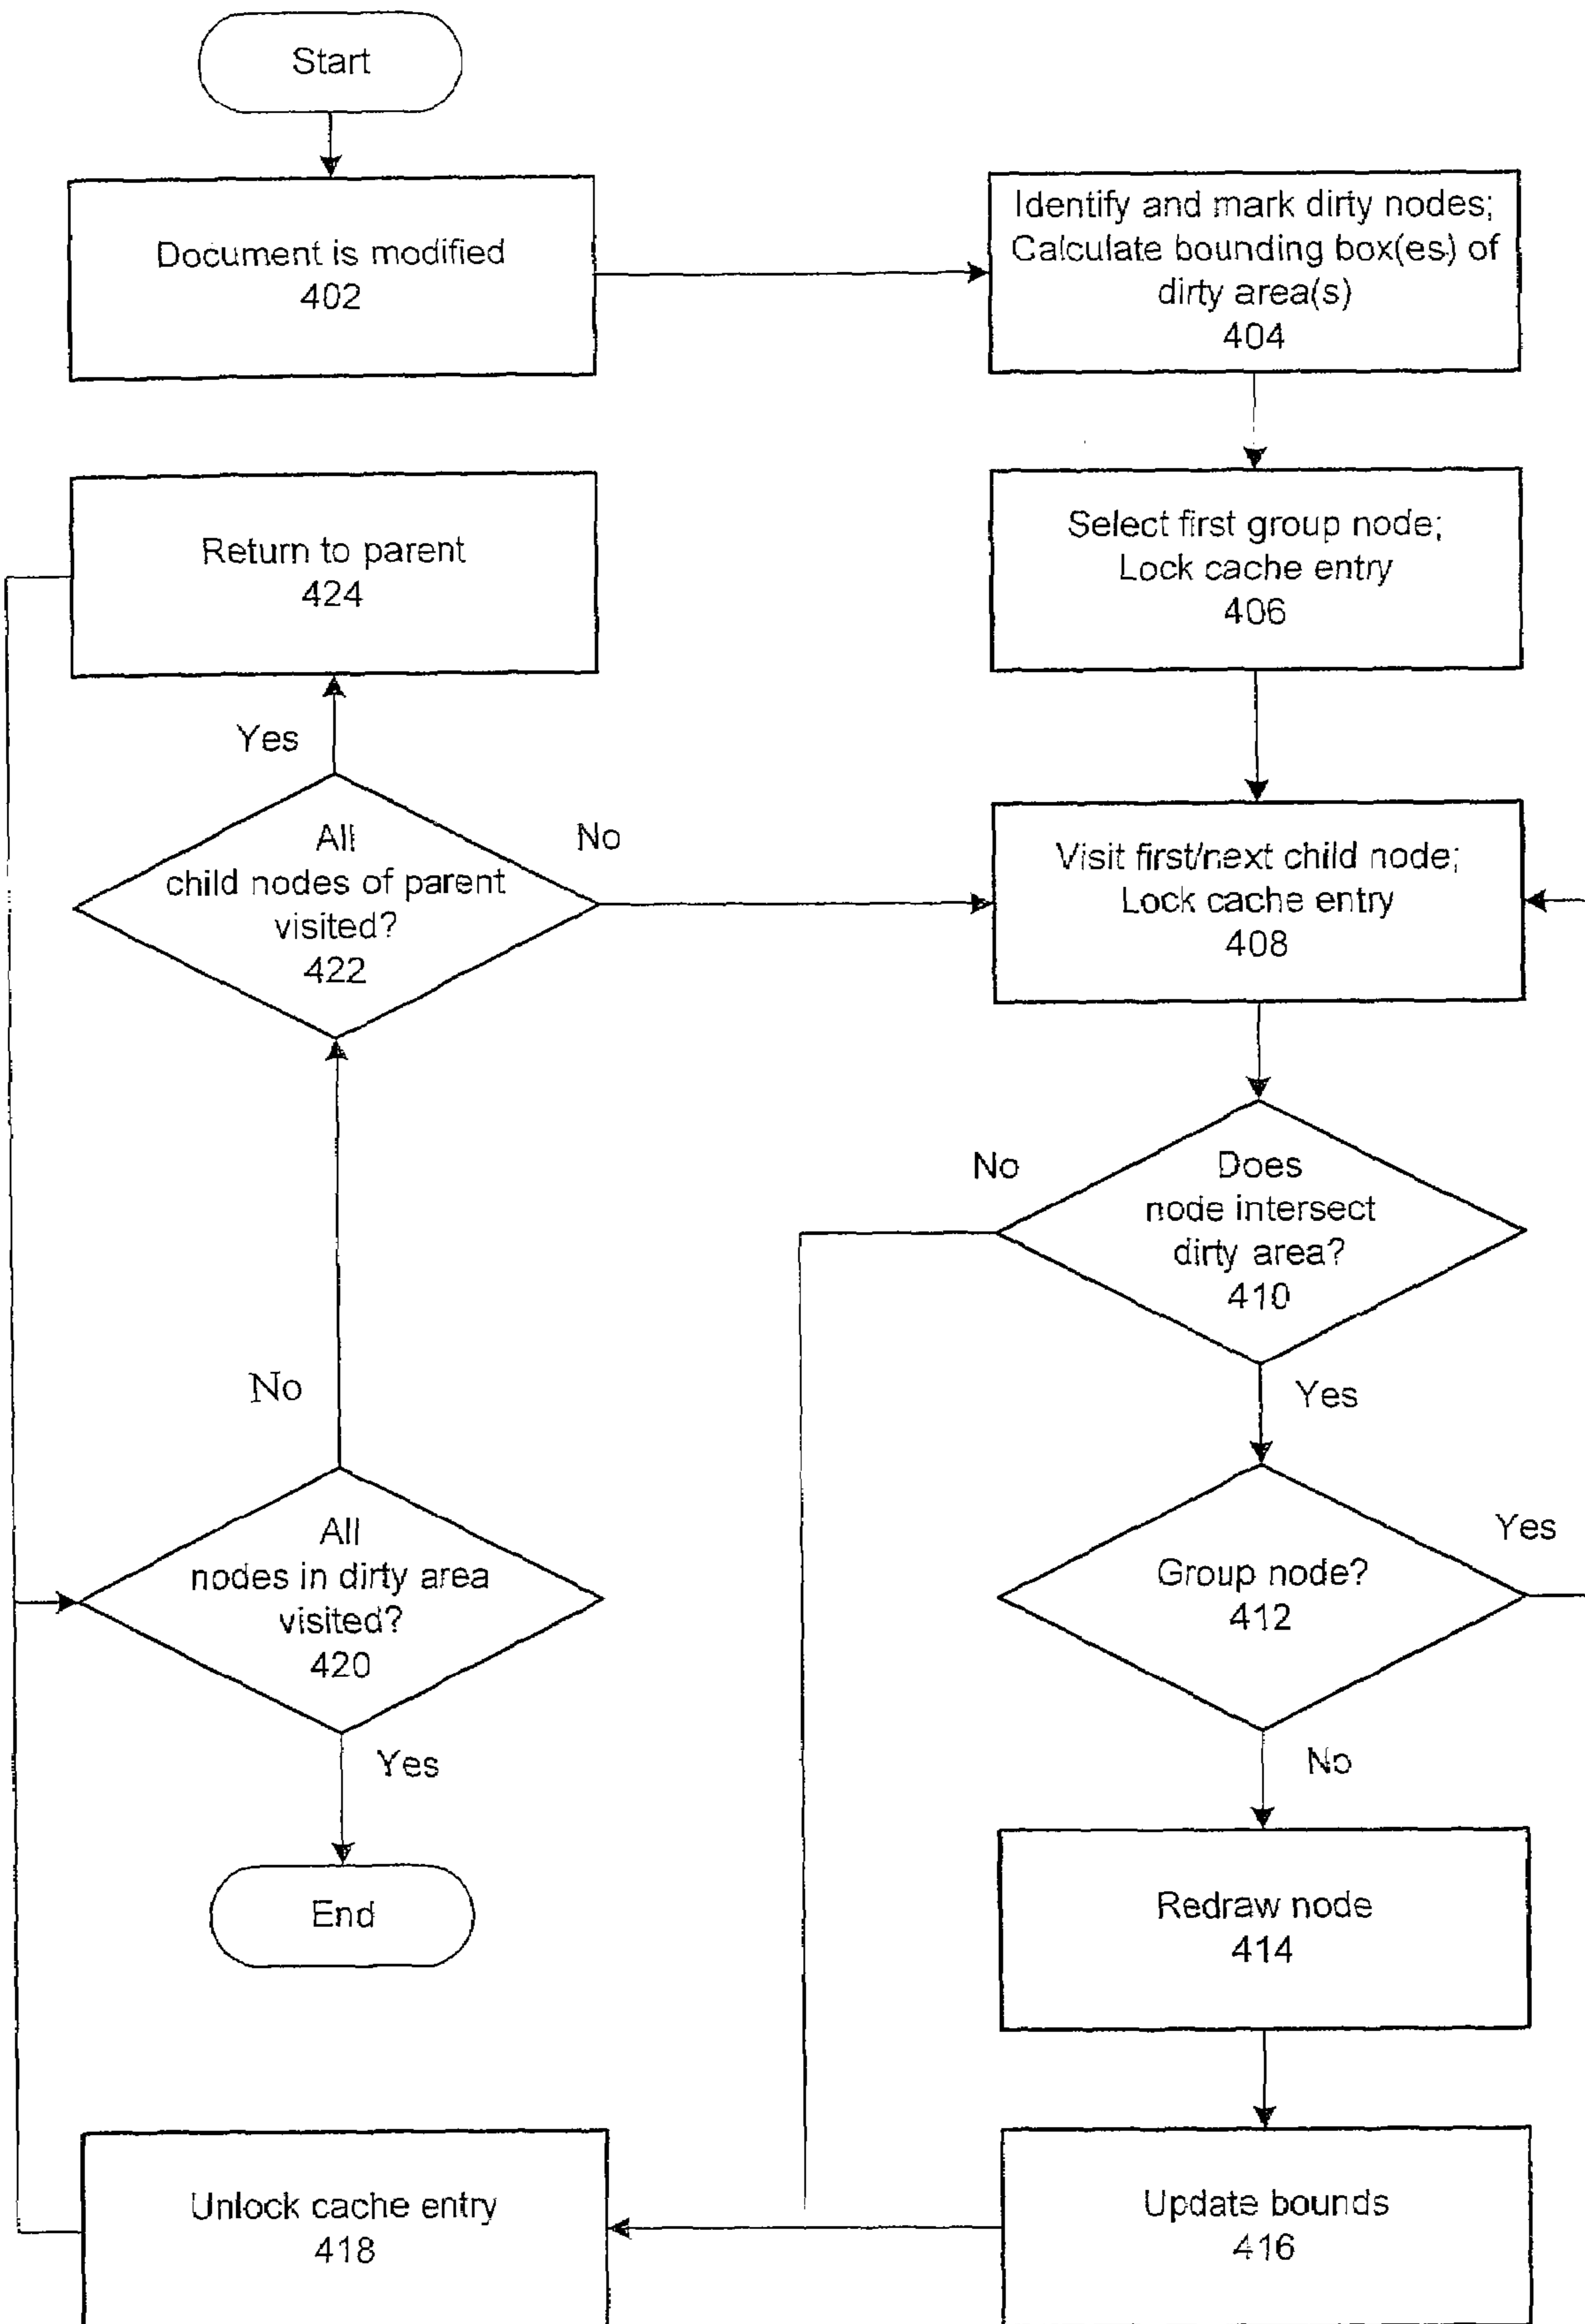 Start
Document is modified
402
Identify and mark dirty nodes;
Calculate bounding box(es) of
dirty area(s)
404
Return to parent
424
Select first group node;
Lock cache entry
406
Yes
All
child nodes of parent
visited?
422
No
Visit first/next child node;
Lock cache entry
408
No
Does
node intersect
dirty area?
410
No
Yes
All
nodes in dirty area
visited?
420
Yes
Group node?
412
Yes
No
End
Redraw node
414
Unlock cache entry
418
Update bounds
416